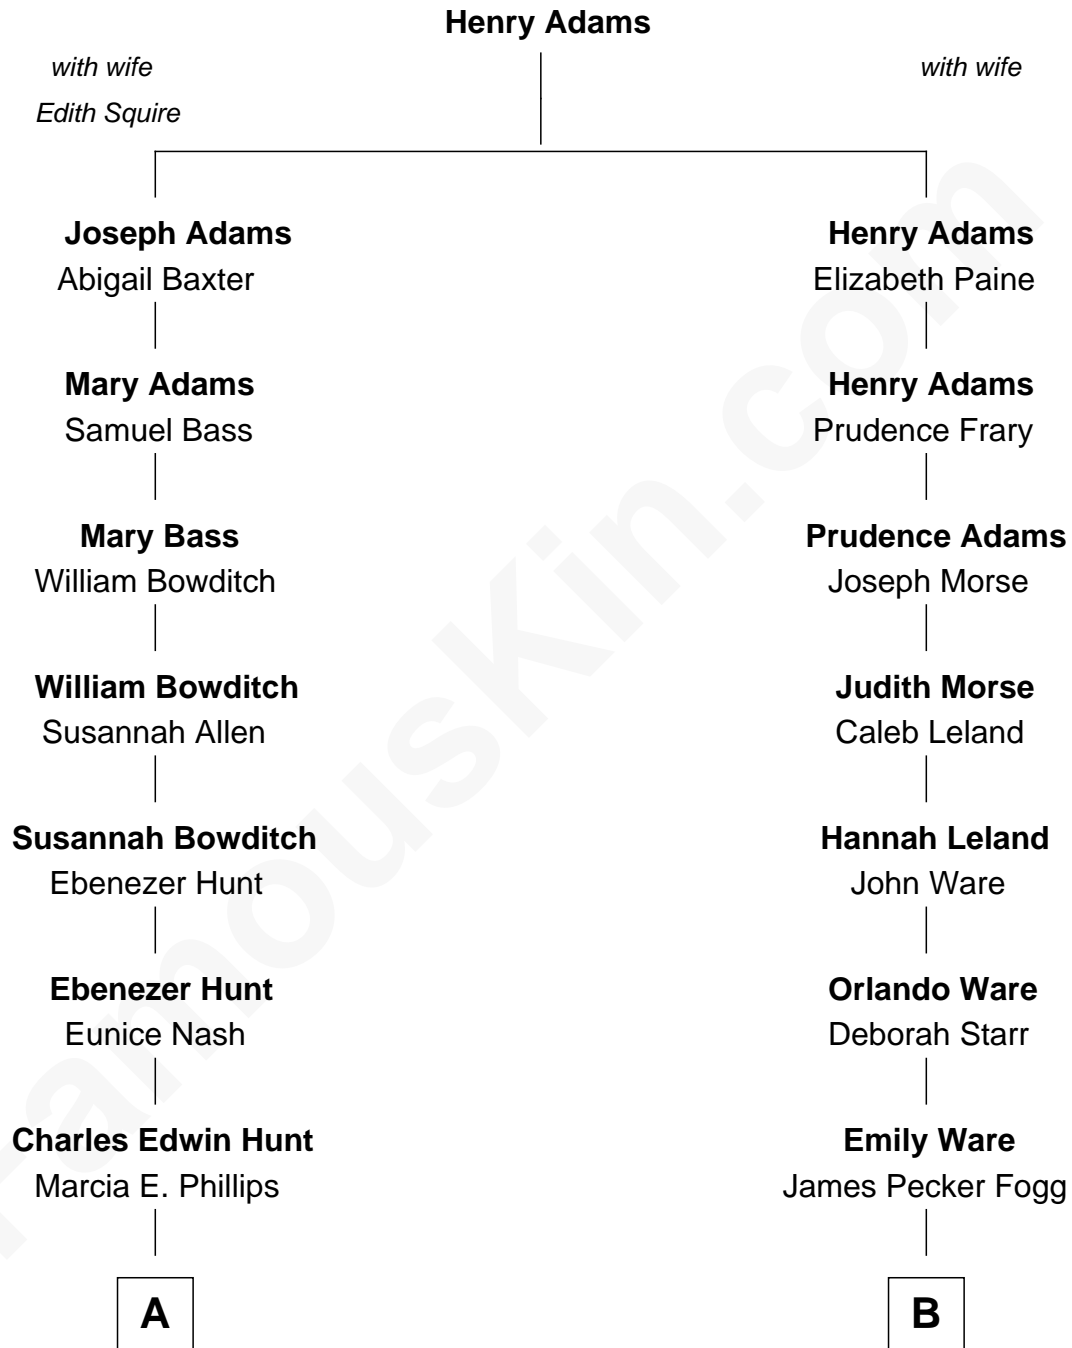 Henry Adams
with wife
Edith Squire
with wife
Joseph Adams
Abigail Baxter
Henry Adams
Elizabeth Paine
Mary Adams
Samuel Bass
Henry Adams
Prudence Frary
Mary Bass
William Bowditch
Prudence Adams
Joseph Morse
William Bowditch
Susannah Allen
Judith Morse
Caleb Leland
Susannah Bowditch
Ebenezer Hunt
Hannah Leland
John Ware
Ebenezer Hunt
Eunice Nash
Orlando Ware
Deborah Starr
Charles Edwin Hunt
Marcia E. Phillips
Emily Ware
James Pecker Fogg
A
B
FamousKin.com